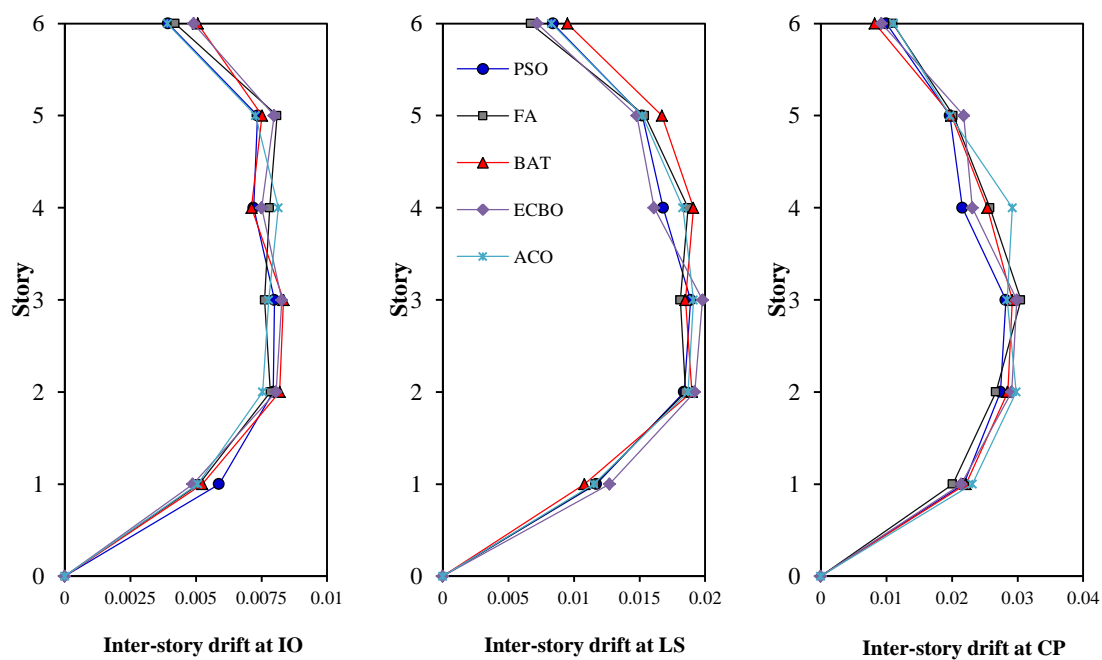 6
5
4
3
2
1
0
Story
0 0.0025 0.005 0.0075 0.01
Inter-story drift at IO
6
5
4
3
2
1
0
Story
PSO
FA
BAT
ECBO
ACO
0 0.005 0.01 0.015 0.02
Inter-story drift at LS
6
5
4
3
2
1
0
Story
0 0.01 0.02 0.03 0.04
Inter-story drift at CP